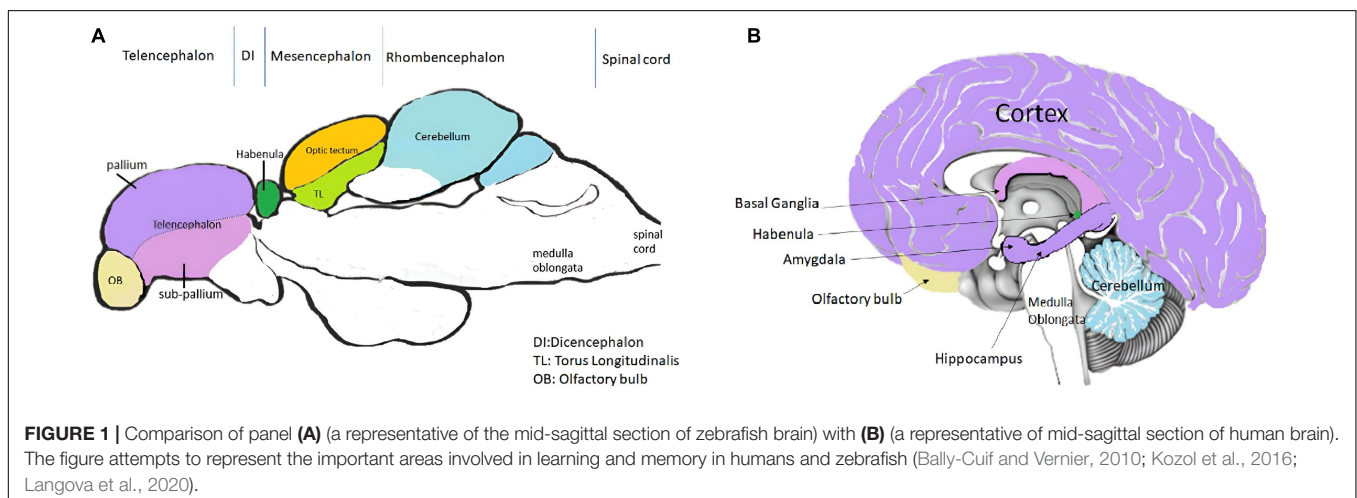 A
Telencephalon DI Mesencephalon Rhombencephalon Spinal cord
Optic tectum
Cerebellum
Habenula
pallium
TL
Telencephalon
spinal
cord
medulla
oblongata
OB
sub-pallium
DI:Dicencephalon
TL: Torus Longitudinalis
OB: Olfactory bulb
B
Cortex
Basal Ganglia
Habenula
Amygdala
Olfactory bulb
Cerebellum
Medulla
Oblongata
Hippocampus
FIGURE 1 | Comparison of panel (A) (a representative of the mid-sagittal section of zebrafish brain) with (B) (a representative of mid-sagittal section of human brain).
The figure attempts to represent the important areas involved in learning and memory in humans and zebrafish (Bally-Cuif and Vernier, 2010; Kozol et al., 2016;
Langova et al., 2020).